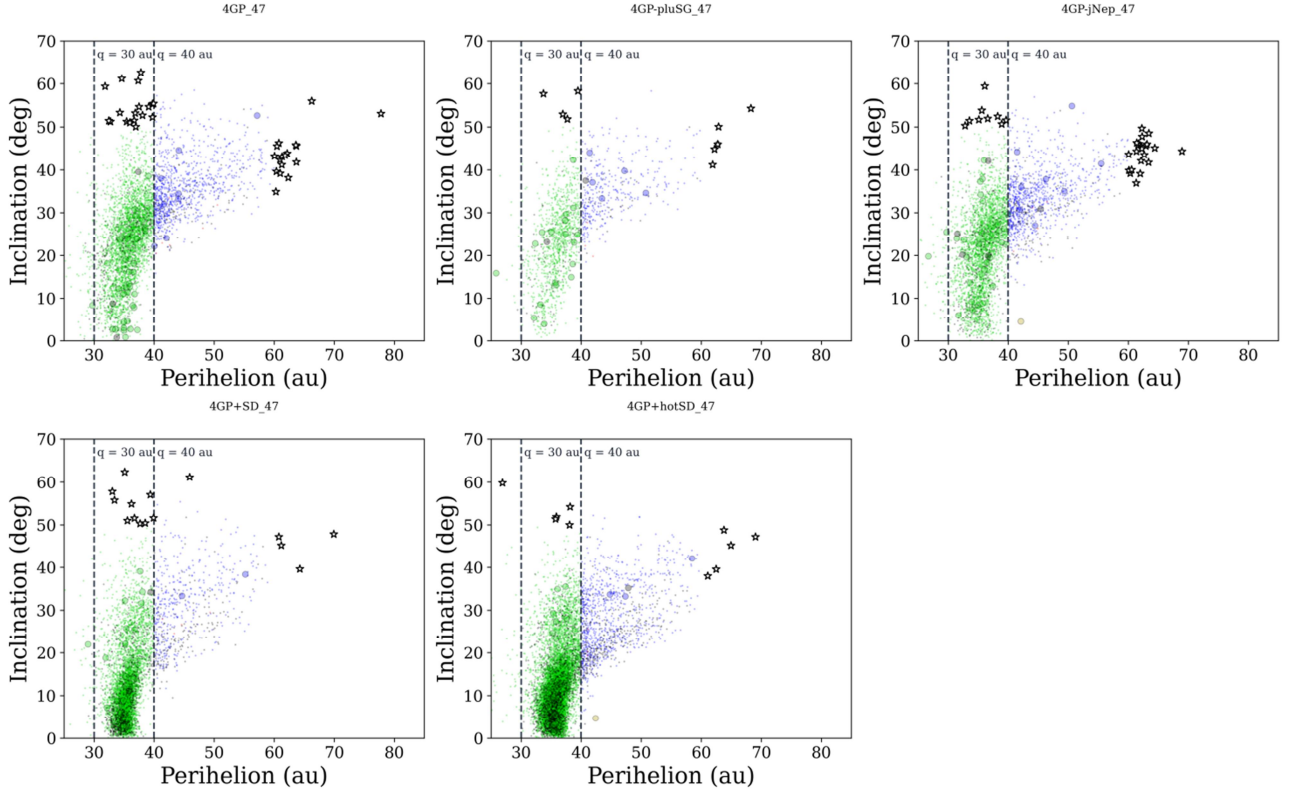 4GP_47
4GP-pluSG_47
4GP-jNep_47
70
60
50
40
30
20
10
0
Inclination (deg)
q = 30 au
q = 40 au
30
40
50
60
70
80
Perihelion (au)
70
60
50
40
30
20
10
0
Inclination (deg)
q = 30 au
q = 40 au
30
40
50
60
70
80
Perihelion (au)
70
60
50
40
30
20
10
0
Inclination (deg)
q = 30 au
q = 40 au
30
40
50
60
70
80
Perihelion (au)
4GP+SD_47
4GP+hotSD_47
70
60
50
40
30
20
10
0
Inclination (deg)
q = 30 au
q = 40 au
30
40
50
60
70
80
Perihelion (au)
70
60
50
40
30
20
10
0
Inclination (deg)
q = 30 au
q = 40 au
30
40
50
60
70
80
Perihelion (au)